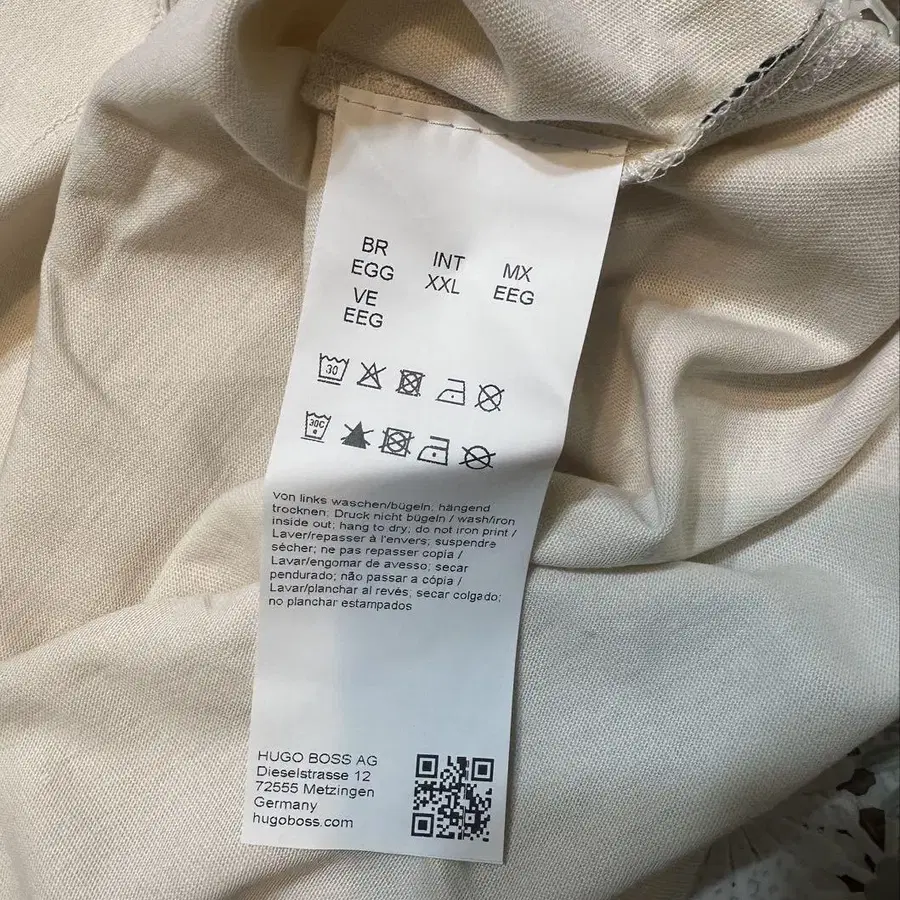 BR
EGG
INT
XXL
MX
EEG
VE
EEG
30
30C
Von links waschen/bügeln; hängend
trocknen; Druck nicht bügeln / wash/iron
inside out; hang to dry; do not iron print /
Laver/repasser à l'envers; suspendre
sécher; ne pas repasser copia /
Lavar/engomar de avesso; secar
pendurado; não passar a cópia /
Lavar/planchar al revés; secar colgado;
no planchar estampados
HUGO BOSS AG
Dieselstrasse 12
72555 Metzingen
Germany
hugoboss.com